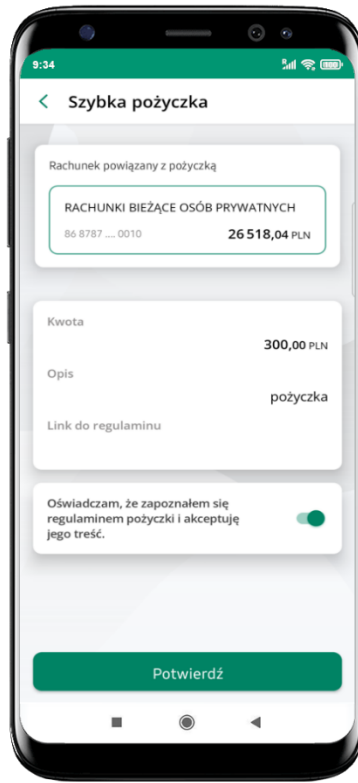 9:34
Szybka pożyczka
Rachunek powiązany z pożyczką
RACHUNKI BIEŻĄCE OSÓB PRYWATNYCH
86 8787 .... 0010 26 518,04 PLN
Kwota
300,00 PLN
Opis
pożyczka
Link do regulaminu
Oświadczam, że zapoznałem się
regulaminem pożyczki i akceptuję
jego treść.
Potwierdź